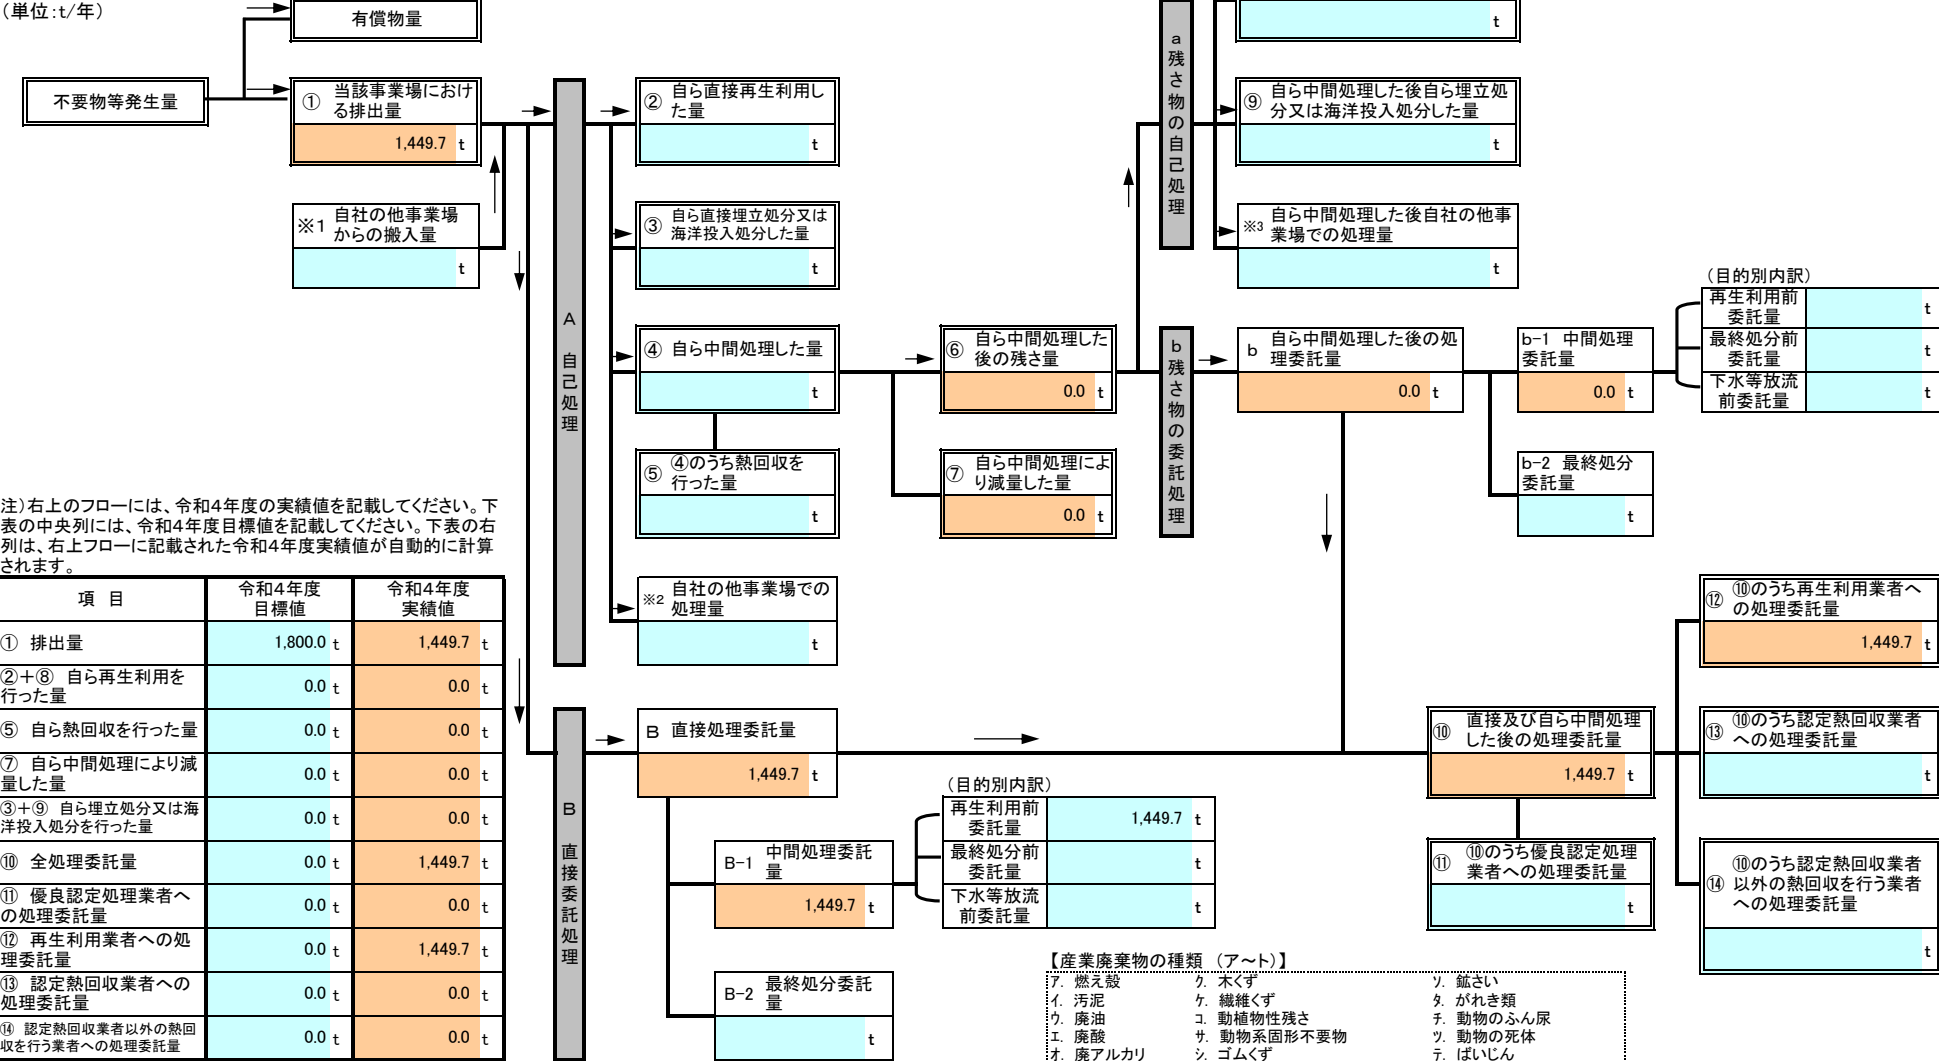 （単位：ｔ/年）
有償物量
不要物等発生量
① 当該事業場におけ
る排出量
1,449.7 t
※1 自社の他事業場
からの搬入量
t
A 自己処理
② 自ら直接再生利用し
た量
t
③ 自ら直接埋立処分又は
海洋投入処分した量
t
④ 自ら中間処理した量
t
⑤ ④のうち熱回収を
行った量
t
※2 自社の他事業場での
処理量
t
⑥ 自ら中間処理した
後の残さ量
0.0 t
⑦ 自ら中間処理によ
り減量した量
0.0 t
a 残さ物の自己処理
t
⑨ 自ら中間処理した後自ら埋立処
分又は海洋投入処分した量
t
※3 自ら中間処理した後自社の他事
業場での処理量
t
b 残さ物の委託処理
b 自ら中間処理した後の処
理委託量
0.0 t
b-1 中間処理
委託量
0.0 t
b-2 最終処分
委託量
t
（目的別内訳）
再生利用前
委託量
t
最終処分前
委託量
t
下水等放流
前委託量
t
注）右上のフローには、令和4年度の実績値を記載してください。下
表の中央列には、令和4年度目標値を記載してください。下表の右
列は、右上フローに記載された令和4年度実績値が自動的に計算
されます。
項 目 令和4年度 目標値 令和4年度 実績値
① 排出量 1,800.0 t 1,449.7 t
②＋⑧ 自ら再生利用を
行った量 0.0 t 0.0 t
⑤ 自ら熱回収を行った量 0.0 t 0.0 t
⑦ 自ら中間処理により減
量した量 0.0 t 0.0 t
③＋⑨ 自ら埋立処分又は海
洋投入処分を行った量 0.0 t 0.0 t
⑩ 全処理委託量 0.0 t 1,449.7 t
⑪ 優良認定処理業者へ
の処理委託量 0.0 t 0.0 t
⑫ 再生利用業者への処
理委託量 0.0 t 1,449.7 t
⑬ 認定熱回収業者への
処理委託量 0.0 t 0.0 t
⑭ 認定熱回収業者以外の熱回
収を行う業者への処理委託量 0.0 t 0.0 t
B 直接委託処理
B 直接処理委託量
1,449.7 t
B-1 中間処理委託
量
1,449.7 t
B-2 最終処分委託
量
t
（目的別内訳）
再生利用前
委託量
1,449.7 t
最終処分前
委託量
t
下水等放流
前委託量
t
⑩ 直接及び自ら中間処理
した後の処理委託量
1,449.7 t
⑪ ⑩のうち優良認定処理
業者への処理委託量
t
⑫ ⑩のうち再生利用業者へ
の処理委託量
1,449.7 t
⑬ ⑩のうち認定熱回収業者
への処理委託量
t
⑭ ⑩のうち認定熱回収業者
以外の熱回収を行う業者
への処理委託量
t
【産業廃棄物の種類 （ア～ト）】
ア. 燃え殻 ク. 木くず ソ. 鉱さい
イ. 汚泥 ケ. 繊維くず タ. がれき類
ウ. 廃油 コ. 動植物性残さ チ. 動物のふん尿
エ. 廃酸 サ. 動物系固形不要物 ツ. 動物の死体
オ. 廃アルカリ シ. ゴムくず テ. ばいじん